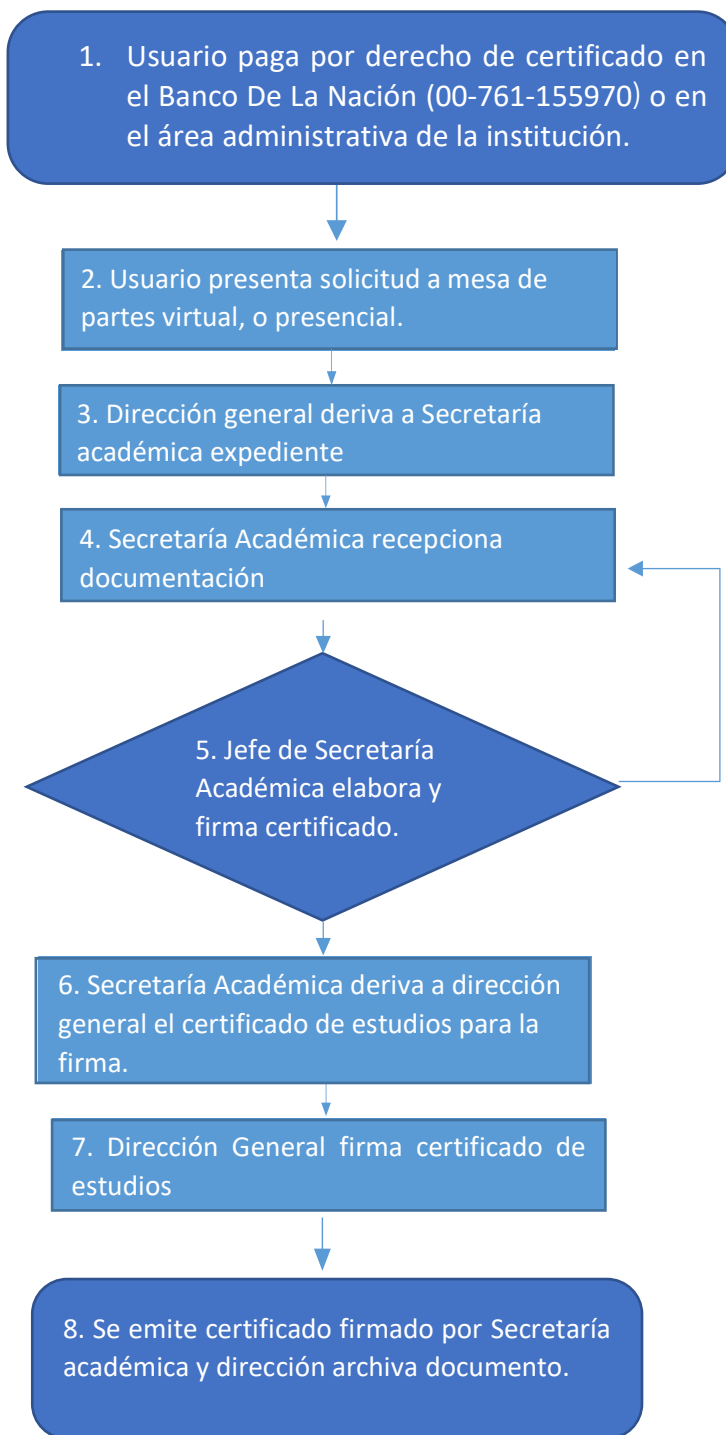 1. Usuario paga por derecho de certificado en
el Banco De La Nación (00-761-155970) o en
el área administrativa de la institución.
2. Usuario presenta solicitud a mesa de
partes virtual, o presencial.
3. Dirección general deriva a Secretaría
académica expediente
4. Secretaría Académica recepciona
documentación
5. Jefe de Secretaría
Académica elabora y
firma certificado.
6. Secretaría Académica deriva a dirección
general el certificado de estudios para la
firma.
7. Dirección General firma certificado de
estudios
8. Se emite certificado firmado por Secretaría
académica y dirección archiva documento.